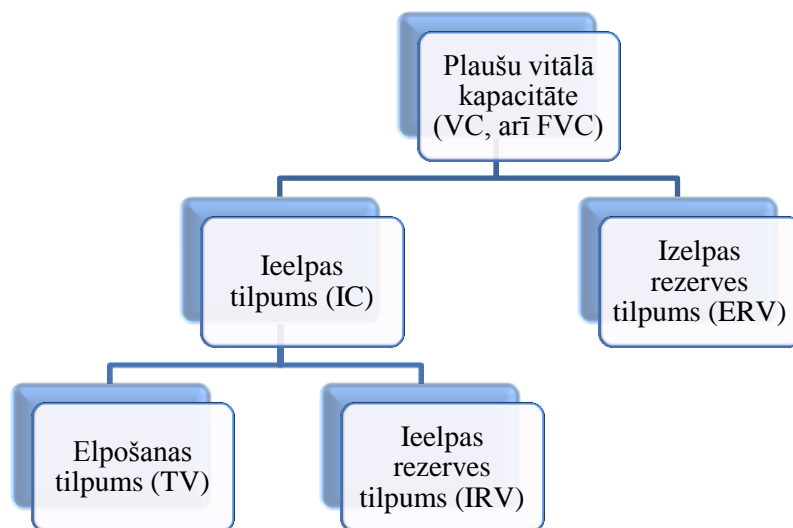 Plaušu vitālā
kapacitāte
(VC, arī FVC)
Ieelpas
tilpums (IC)
Izelpas
rezerves
tilpums (ERV)
Elpošanas
tilpums (TV)
Ieelpas
rezerves
tilpums (IRV)